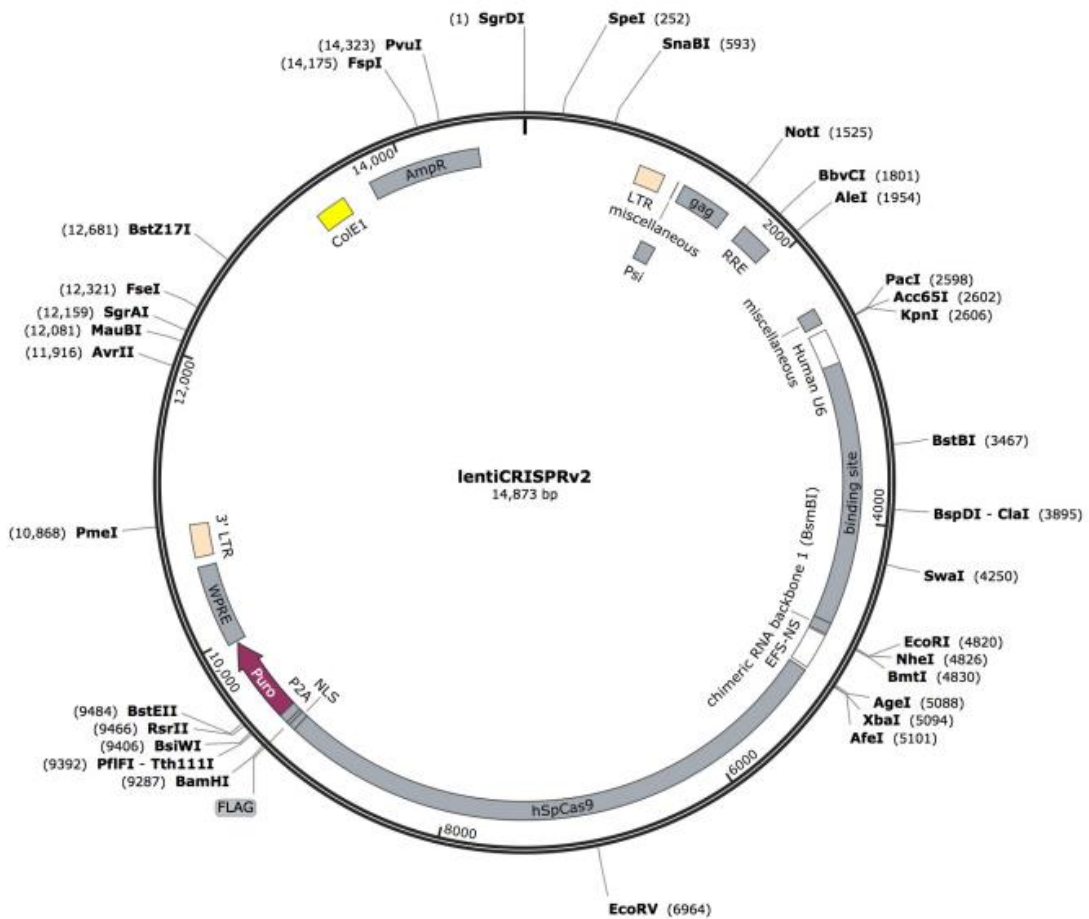 (1) SgrDI
SpeI (252)
SnaBI (593)
NotI (1525)
BbvCI (1801)
AleI (1954)
PacI (2598)
Acc65I (2602)
KpnI (2606)
BstBI (3467)
BspDI - ClaI (3895)
SwaI (4250)
EcoRI (4820)
NheI (4826)
BmtI (4830)
AgeI (5088)
XbaI (5094)
AfeI (5101)
EcoRV (6964)
(14,323) PvuI
(14,175) FspI
(12,681) BstZ17I
(12,321) FseI
(12,159) SgrAI
(12,081) MauBI
(11,916) AvrII
(10,868) PmeI
(9484) BstEII
(9466) RsrII
(9406) BsiWI
(9392) PflFI - Tth111I
(9287) BamHI
FLAG
2000
4000
6000
8000
10,000
12,000
14,000
AmpR
ColE1
LTR
miscellaneous
gag
Psi
RRE
miscellaneous
Human U6
binding site
chimeric RNA backbone 1 (BsmBI)
EFS-NS
hSpCas9
NLS
P2A
Puro
WPRE
3' LTR
lentiCRISPRv2
14,873 bp